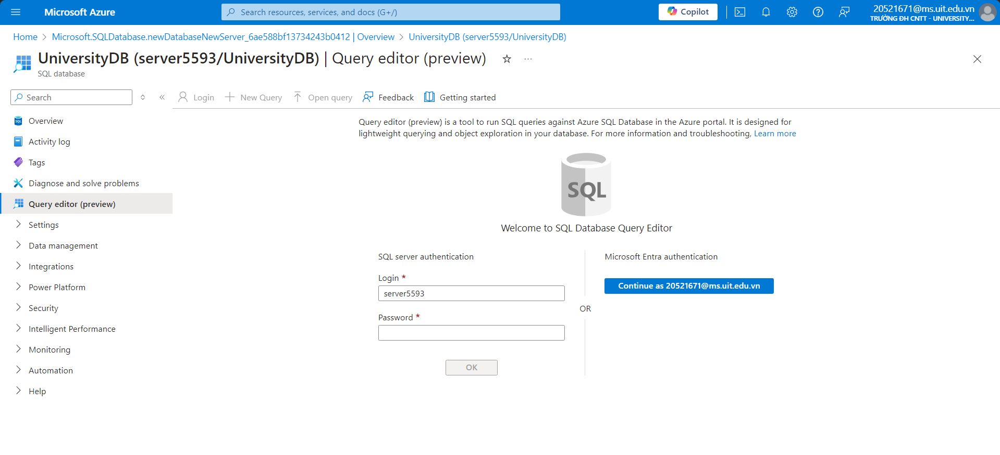 Microsoft Azure
Search resources, services, and docs (G+/)
Copilot
20521671@ms.uit.edu.vn
TRƯỜNG ĐH CNTT - UNIVERSITY...
Home > Microsoft.SQLDatabase.newDatabaseNewServer_6ae588bf13734243b0412 | Overview > UniversityDB (server5593/UniversityDB)
UniversityDB (server5593/UniversityDB) | Query editor (preview)
SQL database
Search
Login
New Query
Open query
Feedback
Getting started
Overview
Activity log
Tags
Diagnose and solve problems
Query editor (preview)
Settings
Data management
Integrations
Power Platform
Security
Intelligent Performance
Monitoring
Automation
Help
Query editor (preview) is a tool to run SQL queries against Azure SQL Database in the Azure portal. It is designed for
lightweight querying and object exploration in your database. For more information and troubleshooting, Learn more
SQL
Welcome to SQL Database Query Editor
SQL server authentication
Login *
server5593
Password *
OK
OR
Microsoft Entra authentication
Continue as 20521671@ms.uit.edu.vn